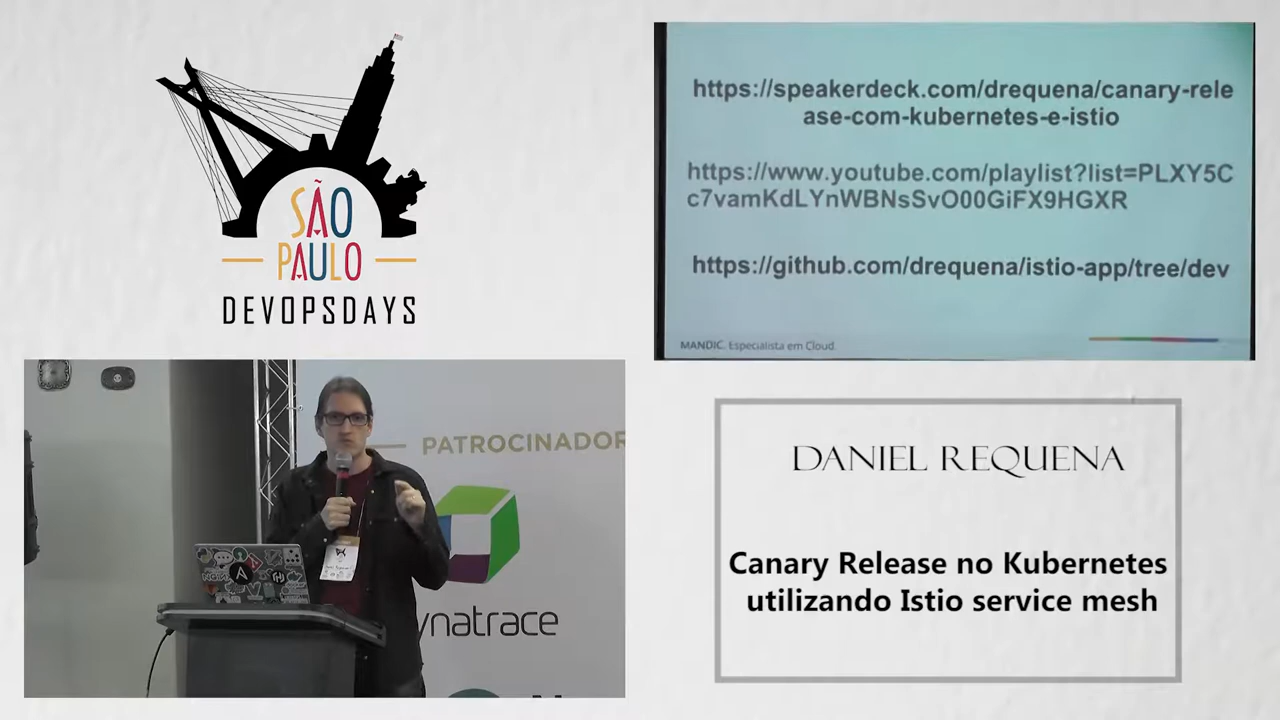 SÃO
PAULO
DEVOPSDAYS
https://speakerdeck.com/drequena/canary-rele
ase-com-kubernetes-e-istio
https://www.youtube.com/playlist?list=PLXY5C
c7vamKdLYnWBNsSvO00GiFX9HGXR
https://github.com/drequena/istio-app/tree/dev
MANDIC. Especialista em Cloud.
PATROCINADOR
ynatrace
DANIEL REQUENA
Canary Release no Kubernetes
utilizando Istio service mesh